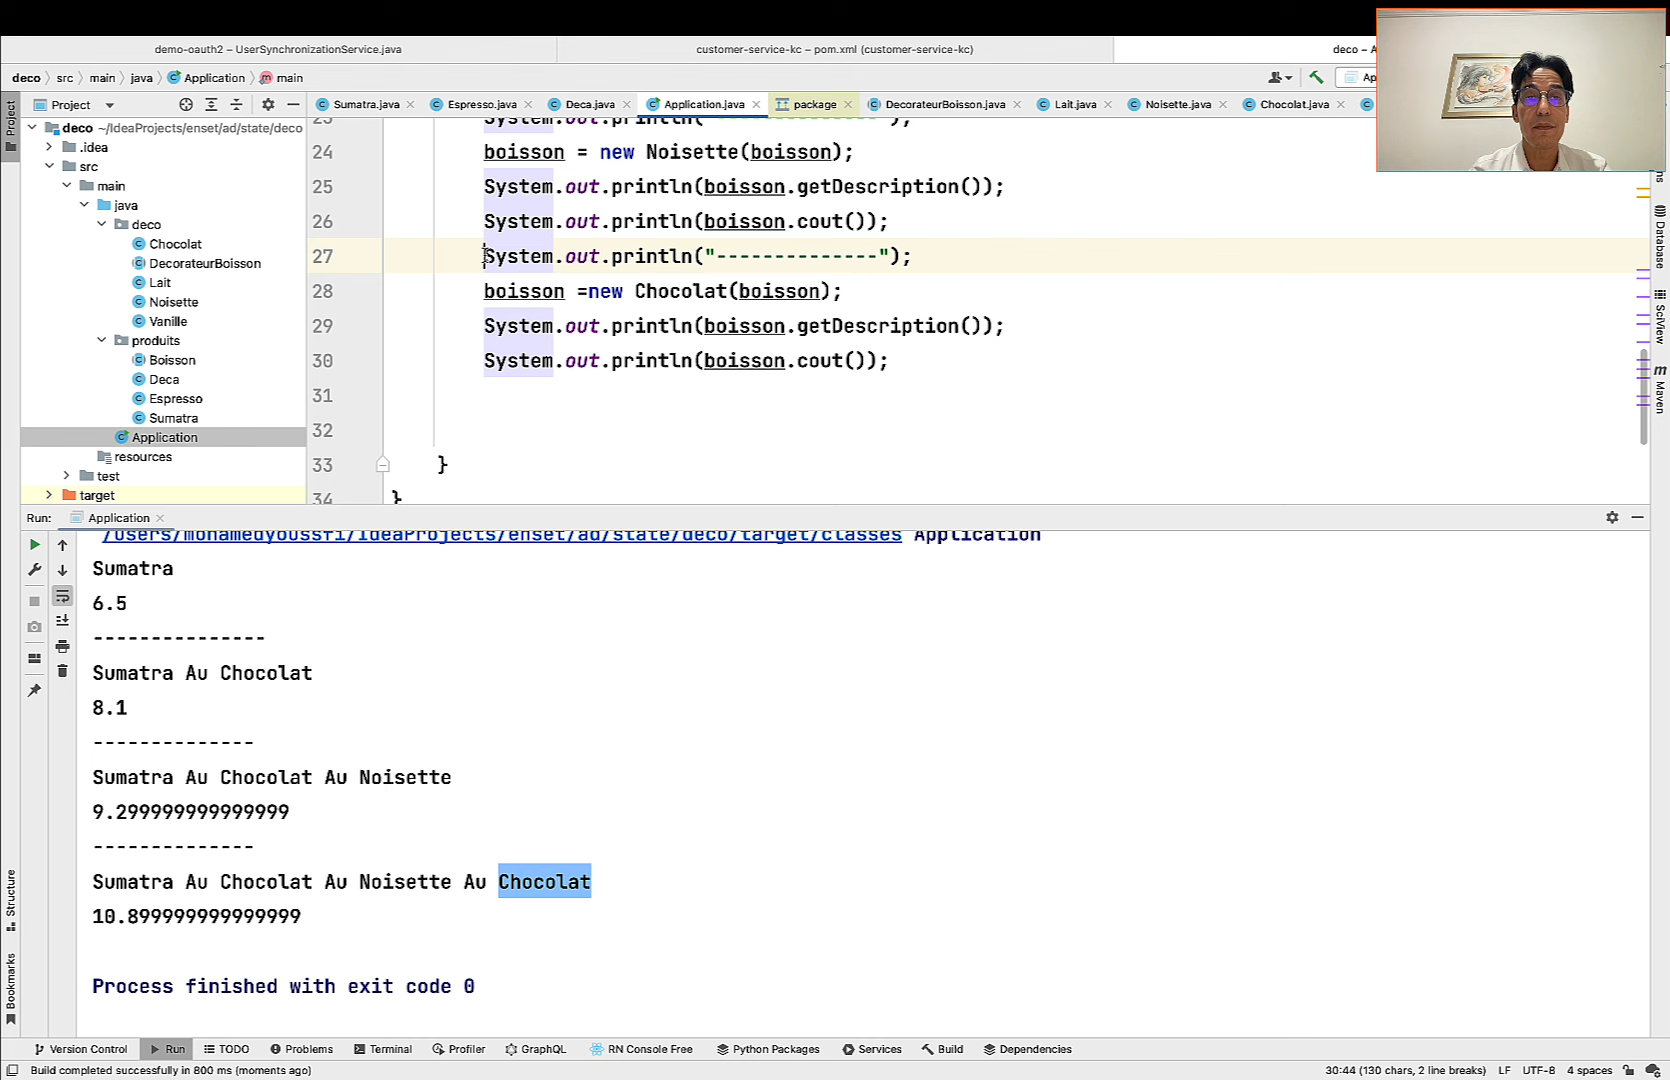 demo-oauth2 – UserSynchronizationService.java
customer-service-kc – pom.xml (customer-service-kc)
deco – A
deco src main java Application main
Ap
Project
Project
Sumatra.java Espresso.java Deca.java Application.java package DecorateurBoisson.java Lait.java Noisette.java Chocolat.java
deco ~/IdeaProjects/enset/ad/state/deco
.idea
src
main
java
deco
Chocolat
DecorateurBoisson
Lait
Noisette
Vanille
produits
Boisson
Deca
Espresso
Sumatra
Application
resources
test
target
24 boisson = new Noisette(boisson);
25 System.out.println(boisson.getDescription());
26 System.out.println(boisson.cout());
27 System.out.println("--------------");
28 boisson =new Chocolat(boisson);
29 System.out.println(boisson.getDescription());
30 System.out.println(boisson.cout());
31
32
33 }
34 }
Database
SciView
Maven
Run: Application
/Users/mohamedyoussfi/IdeaProjects/enset/ad/state/deco/target/classes Application
Sumatra
6.5
---------------
Sumatra Au Chocolat
8.1
--------------
Sumatra Au Chocolat Au Noisette
9.299999999999999
--------------
Sumatra Au Chocolat Au Noisette Au Chocolat
10.899999999999999
Process finished with exit code 0
Structure
Bookmarks
Version Control Run TODO Problems Terminal Profiler GraphQL RN Console Free Python Packages Services Build Dependencies
Build completed successfully in 800 ms (moments ago)
30:44 (130 chars, 2 line breaks) LF UTF-8 4 spaces